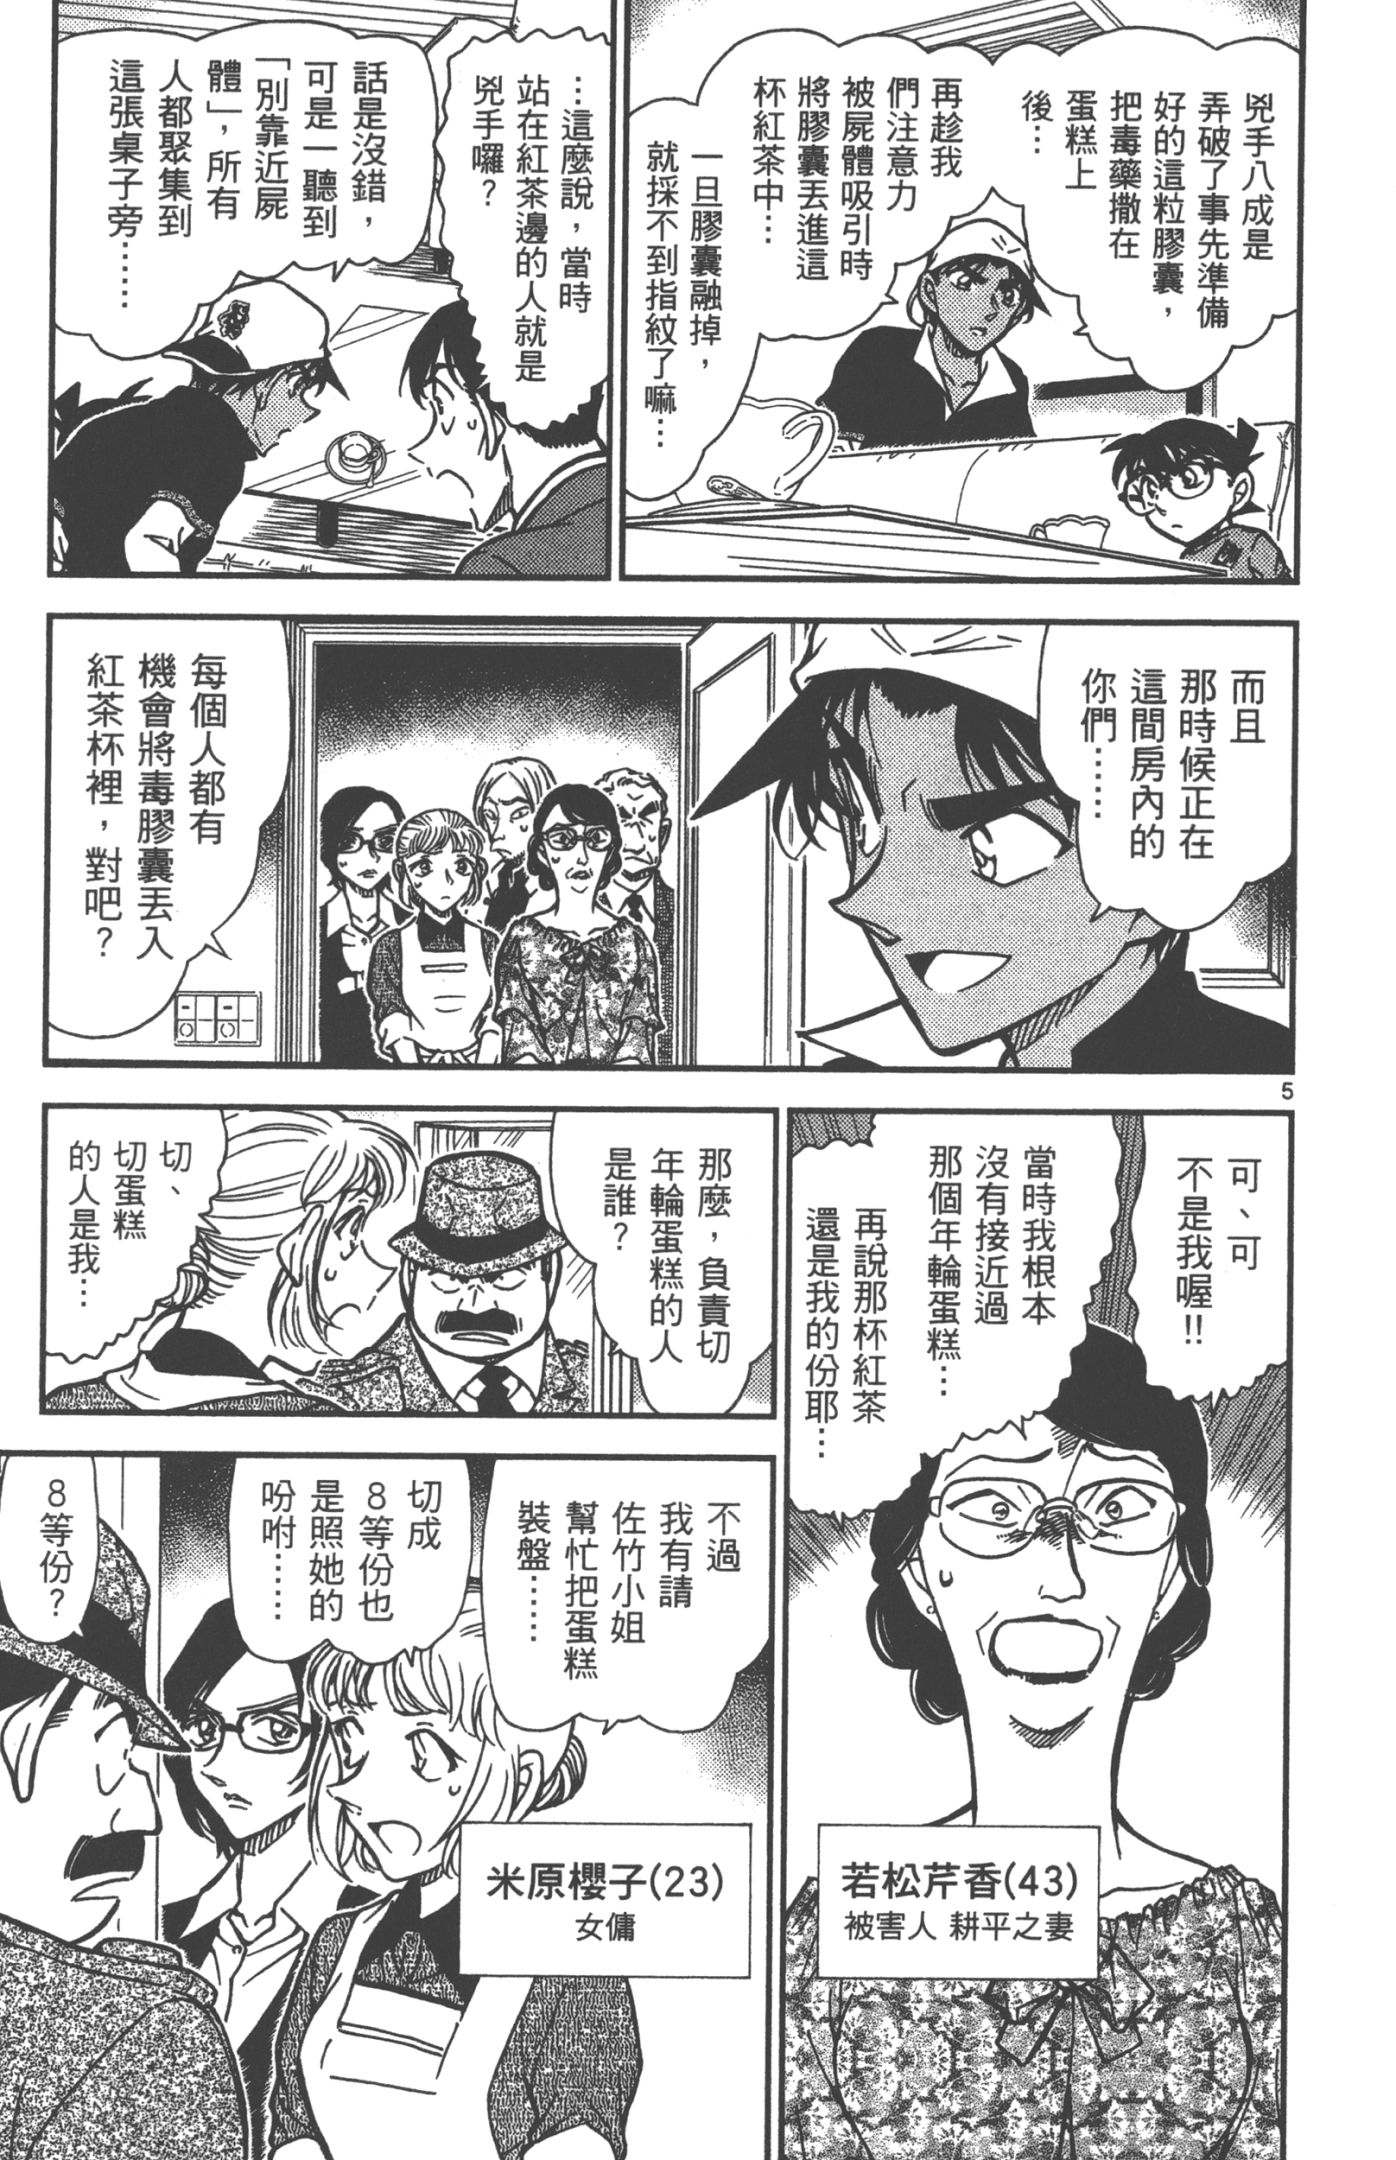 兇手八成是
弄破了事先準備
好的這粒膠囊，
把毒藥撒在
蛋糕上
後…
再趁我
們注意力
被屍體吸引時
將膠囊丟進這
杯紅茶中…
一旦膠囊融掉，
就採不到指紋了嘛…
…這麼說，當時
站在紅茶邊的人就是
兇手囉？
話是沒錯，
可是一聽到
「別靠近屍
體」，所有
人都聚集到
這張桌子旁……
而且
那時候正在
這間房內的
你們……
每個人都有
機會將毒膠囊丟入
紅茶杯裡，對吧？
5
可、可
不是我喔!!
當時我根本
沒有接近過
那個年輪蛋糕…
再說那杯紅茶
還是我的份耶…
若松芹香(43)
被害人 耕平之妻
那麼，負責切
年輪蛋糕的人
是誰？
切、
切蛋糕
的人是我…
不過
我有請
佐竹小姐
幫忙把蛋糕
裝盤……
切成
8等份也
是照她的
吩咐……
8等份？
米原櫻子(23)
女傭